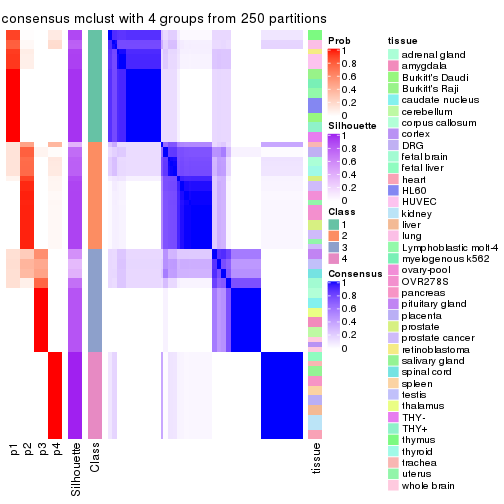 consensus mclust with 4 groups from 250 partitions
Prob
1
0.8
0.6
0.4
0.2
0
Silhouette
1
0.8
0.6
0.4
0.2
0
Class
1
2
3
4
Consensus
1
0.8
0.6
0.4
0.2
0
tissue
adrenal gland
amygdala
Burkitt's Daudi
Burkitt's Raji
caudate nucleus
cerebellum
corpus callosum
cortex
DRG
fetal brain
fetal liver
heart
HL60
HUVEC
kidney
liver
lung
Lymphoblastic molt-4
myelogenous k562
ovary-pool
OVR278S
pancreas
pituitary gland
placenta
prostate
prostate cancer
retinoblastoma
salivary gland
spinal cord
spleen
testis
thalamus
THY-
THY+
thymus
thyroid
trachea
uterus
whole brain
p1
p2
p3
p4
Silhouette
Class
tissue